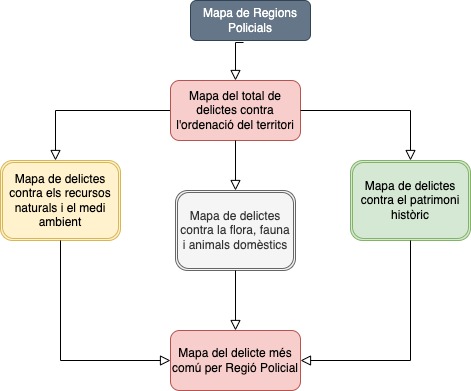 Mapa de Regions
Policials
Mapa del total de
delictes contra
l'ordenació del territori
Mapa de delictes
contra els recursos
naturals i el medi
ambient
Mapa de delictes
contra la flora, fauna
i animals domèstics
Mapa de delictes
contra el patrimoni
històric
Mapa del delicte més
comú per Regió Policial